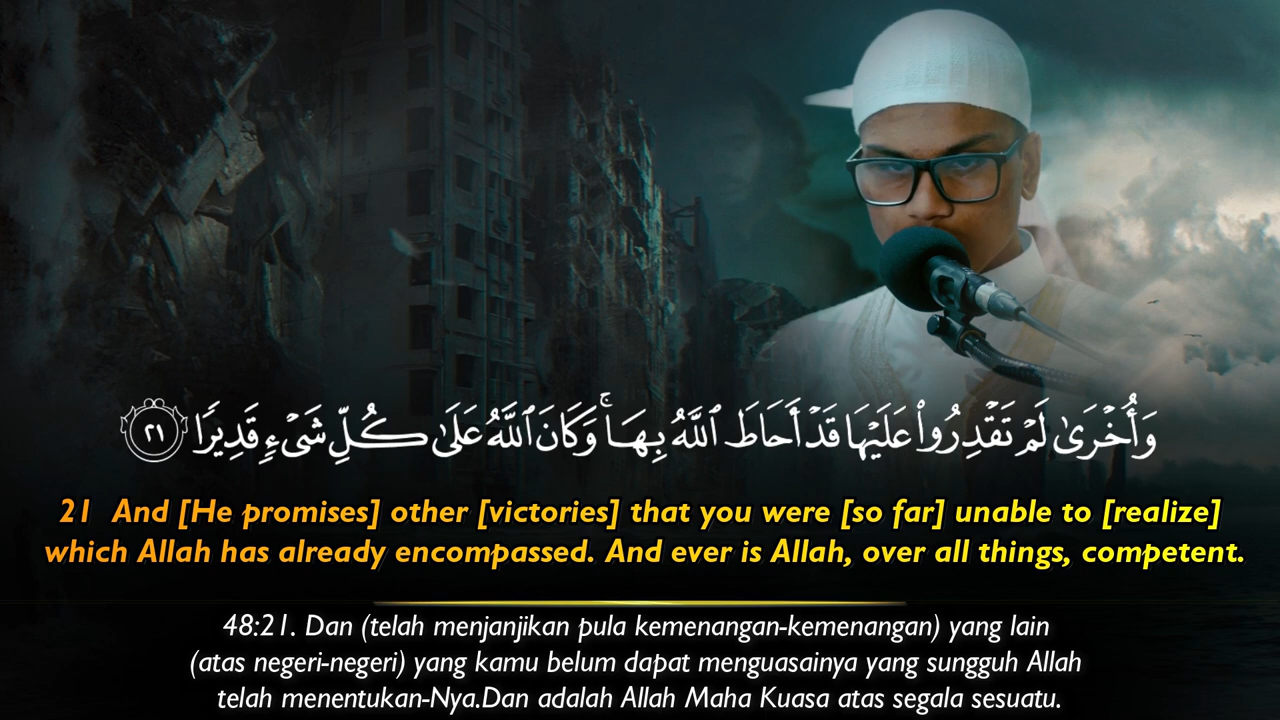 وَأُخْرَىٰ لَمْ تَقْدِرُوا۟ عَلَيْهَا قَدْ أَحَاطَ ٱللَّهُ بِهَا ۚ وَكَانَ ٱللَّهُ عَلَىٰ كُلِّ شَىْءٍ قَدِيرًا ٢١
21 And [He promises] other [victories] that you were [so far] unable to [realize]
which Allah has already encompassed. And ever is Allah, over all things, competent.
48:21. Dan (telah menjanjikan pula kemenangan-kemenangan) yang lain
(atas negeri-negeri) yang kamu belum dapat menguasainya yang sungguh Allah
telah menentukan-Nya.Dan adalah Allah Maha Kuasa atas segala sesuatu.